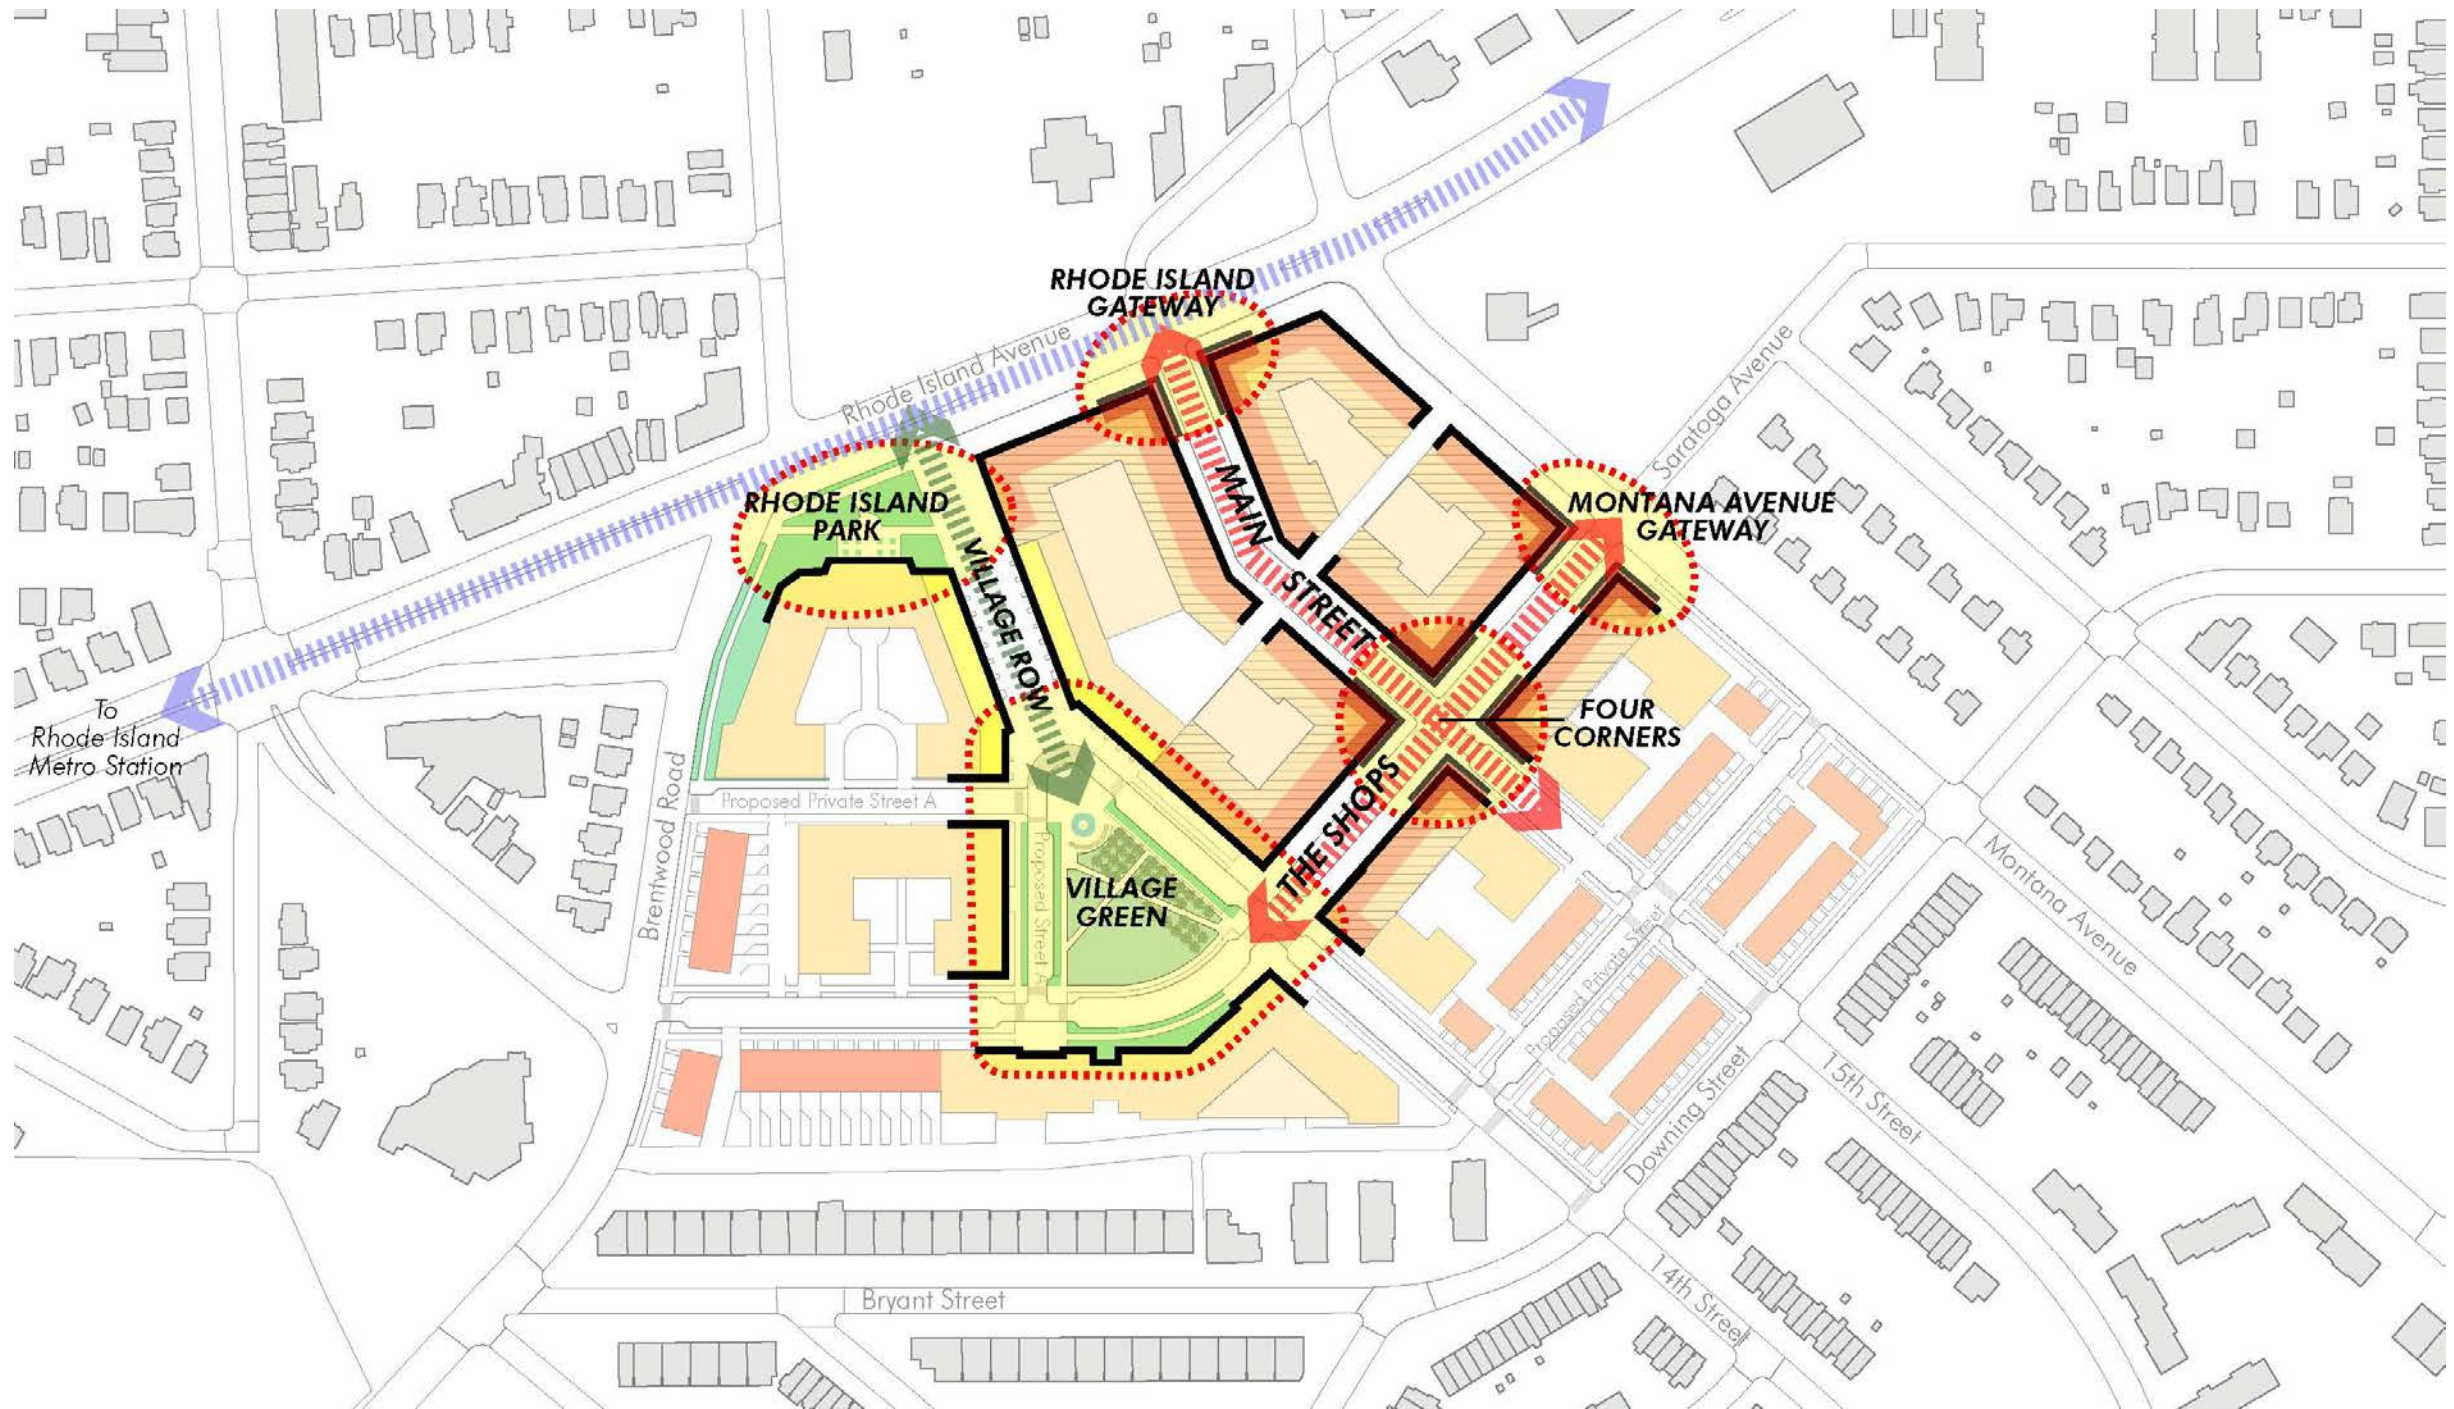 RHODE ISLAND
GATEWAY
Rhode Island Avenue
Saratoga Avenue
RHODE ISLAND
PARK
MAIN
STREET
MONTANA AVENUE
GATEWAY
VILLAGE ROW
To
Rhode Island
Metro Station
FOUR
CORNERS
THE SHOPS
Brentwood Road
Proposed Private Street A
Proposed Street A
VILLAGE
GREEN
Proposed Private Street
Montana Avenue
15th Street
Downing Street
14th Street
Bryant Street